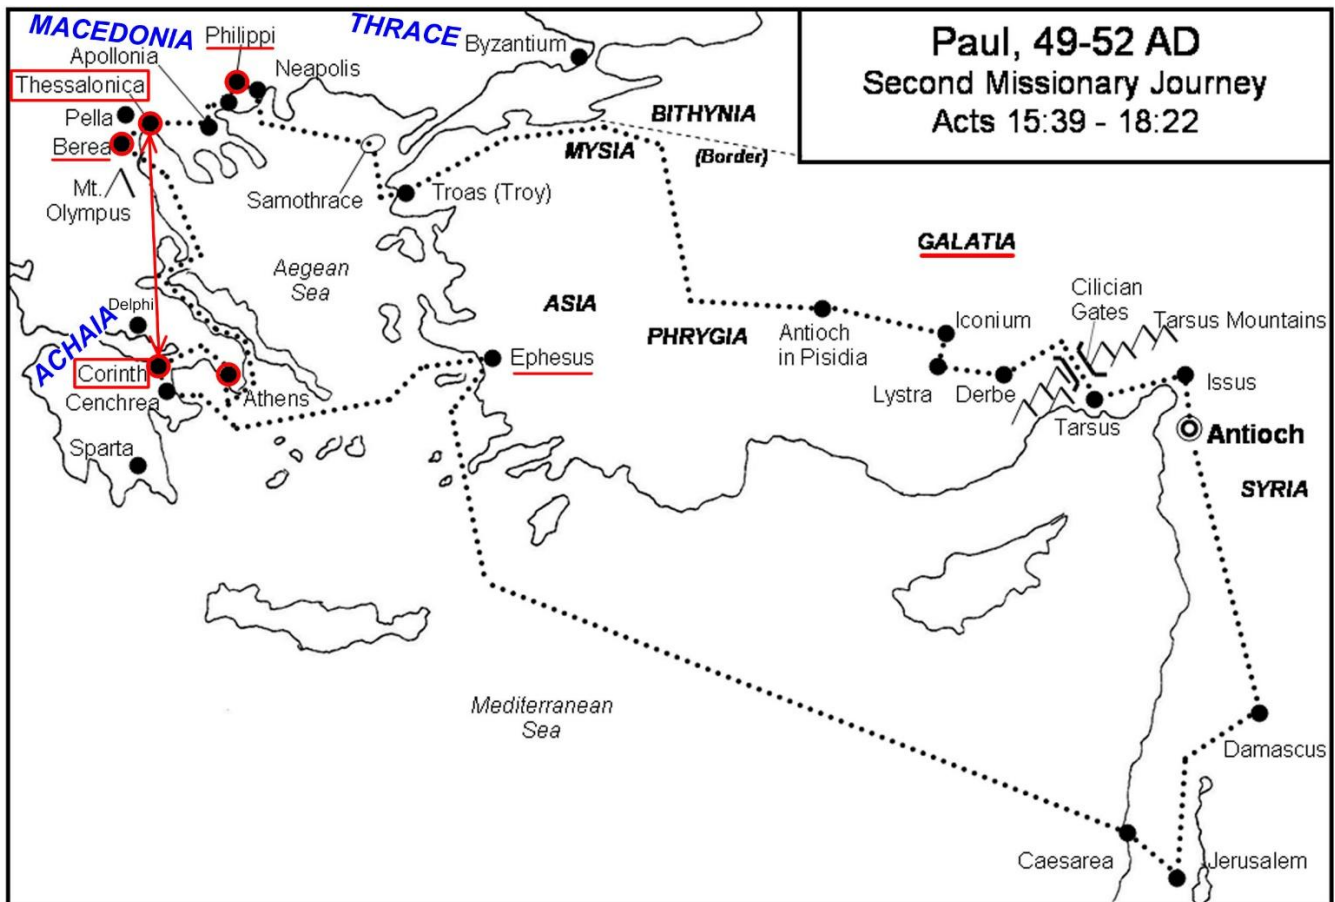 Paul, 49-52 AD
Second Missionary Journey
Acts 15:39 - 18:22
MACEDONIA
THRACE
Philippi
Byzantium
Apollonia
Neapolis
Thessalonica
Pella
BITHYNIA
Berea
MYSIA
(Border)
Mt.
Olympus
Samothrace
Troas (Troy)
GALATIA
Aegean
Sea
Cilician
Gates
Delphi
ASIA
Iconium
Tarsus Mountains
ACHAIA
PHRYGIA
Antioch
in Pisidia
Ephesus
Corinth
Issus
Cenchrea
Athens
Lystra
Derbe
Tarsus
Antioch
Sparta
SYRIA
Mediterranean
Sea
Damascus
Caesarea
Jerusalem